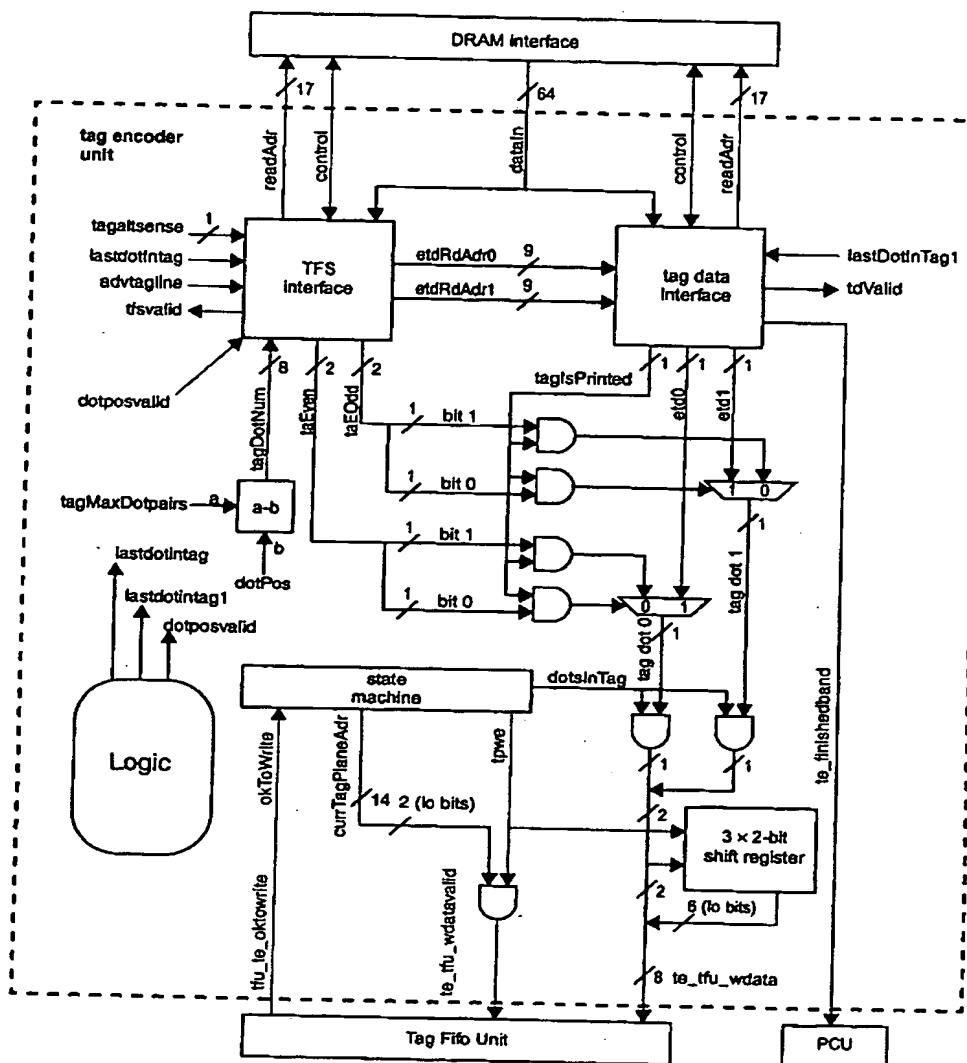 DRAM interface
17
64
17
tag encoder
unit
readAdr
control
dataIn
control
readAdr
tagaltsense
1
lastdotintag
advtagline
tfsvalid
dotposvalid
TFS
interface
etdRdAdr0
9
etdRdAdr1
9
tag data
interface
lastDotInTag1
tdValid
8
2
2
tagIsPrinted
1
1
1
tagDotNum
taEven
taEOdd
etd0
etd1
1
bit 1
1
bit 0
1
0
1
tagMaxDotpairs
a
a-b
b
dotPos
1
bit 1
1
bit 0
0
1
1
tag dot 0
tag dot 1
lastdotintag
lastdotintag1
dotposvalid
Logic
state
machine
dotsInTag
okToWrite
currTagPlaneAdr
tpwe
14
2 (lo bits)
1
1
2
3 × 2-bit
shift register
2
6 (lo bits)
tfu_te_oktowrite
te_tfu_wdatavalid
8
te_tfu_wdata
te_finishedband
Tag Fifo Unit
PCU